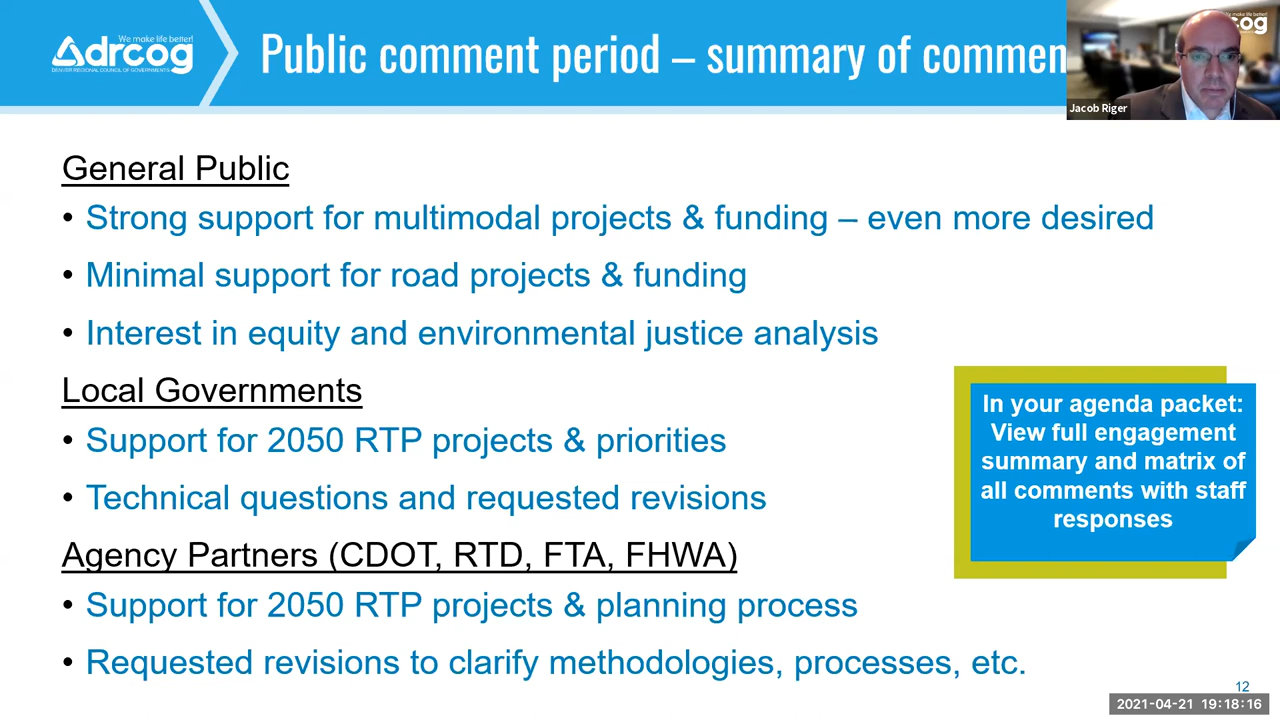 We make life better!
drcog
DENVER REGIONAL COUNCIL OF GOVERNMENTS
Public comment period – summary of commen
We make life better!
cog
Jacob Riger
General Public
• Strong support for multimodal projects & funding – even more desired
• Minimal support for road projects & funding
• Interest in equity and environmental justice analysis
Local Governments
• Support for 2050 RTP projects & priorities
• Technical questions and requested revisions
In your agenda packet:
View full engagement
summary and matrix of
all comments with staff
responses
Agency Partners (CDOT, RTD, FTA, FHWA)
• Support for 2050 RTP projects & planning process
• Requested revisions to clarify methodologies, processes, etc.
12
2021-04-21 19:18:16